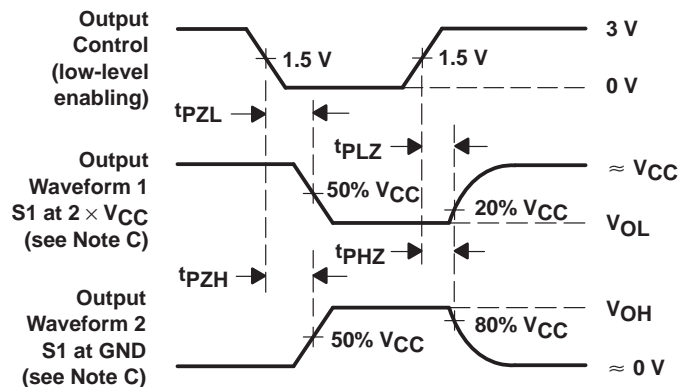 Output
Control
(low-level
enabling)
1.5 V
1.5 V
3 V
0 V
tPZL
tPLZ
Output
Waveform 1
S1 at 2 × VCC
(see Note C)
50% VCC
20% VCC
≈ VCC
VOL
tPZH
tPHZ
Output
Waveform 2
S1 at GND
(see Note C)
50% VCC
80% VCC
VOH
≈ 0 V